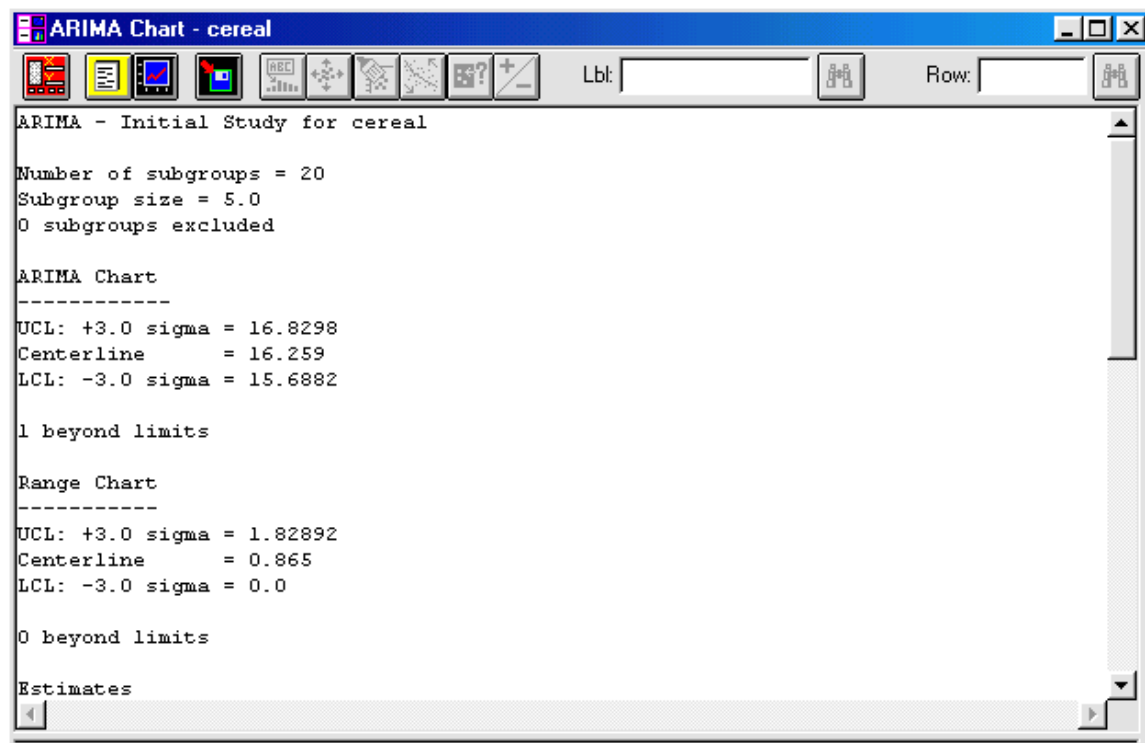 ARIMA Chart - cereal
ABC
Lbl:
Row:
ARIMA - Initial Study for cereal
Number of subgroups = 20
Subgroup size = 5.0
0 subgroups excluded
ARIMA Chart
------------
UCL: +3.0 sigma = 16.8298
Centerline      = 16.259
LCL: -3.0 sigma = 15.6882
1 beyond limits
Range Chart
-----------
UCL: +3.0 sigma = 1.82892
Centerline      = 0.865
LCL: -3.0 sigma = 0.0
0 beyond limits
Estimates